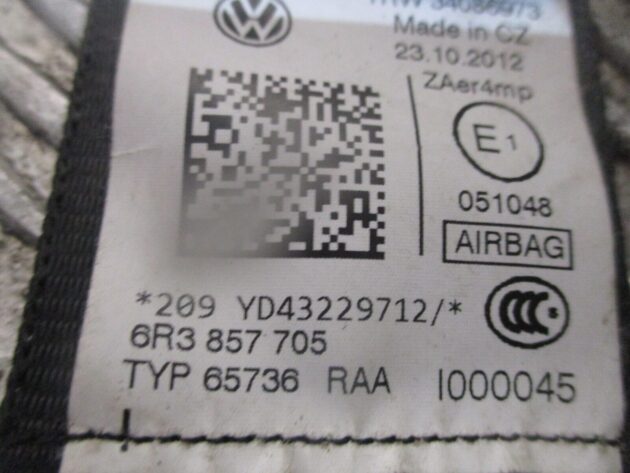 34086973
Made in CZ
23.10.2012
ZAer4mp
E1
051048
AIRBAG
*209 YD43229712/*
6R3 857 705
TYP 65736 RAA I000045